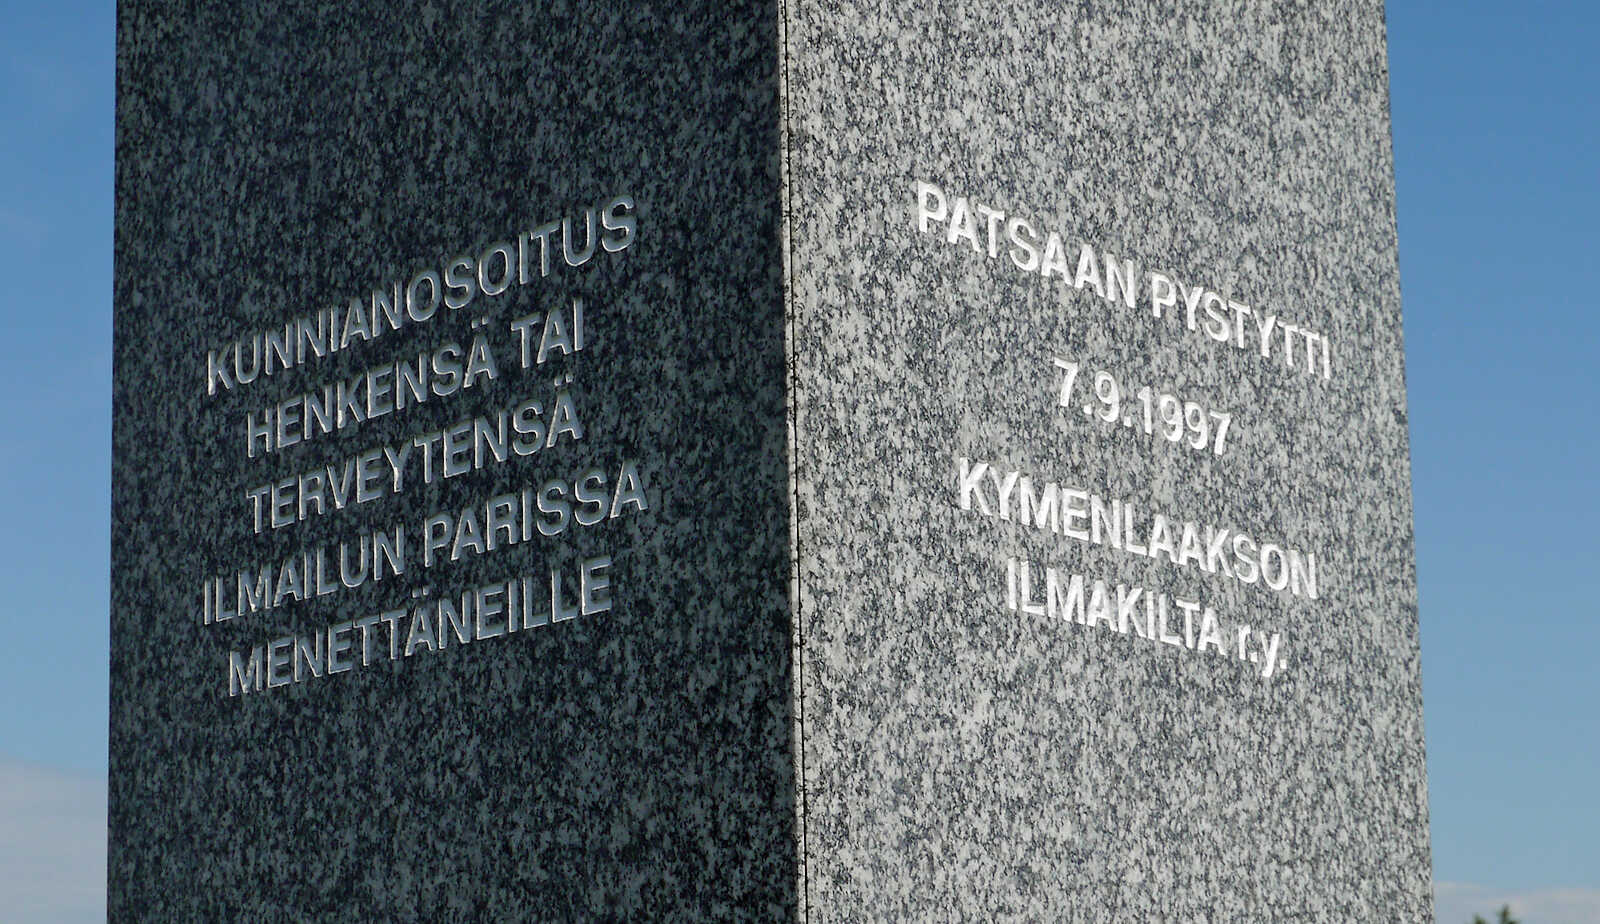 KUNNIANOSOITUS
HENKENSÄ TAI
TERVEYTENSÄ
ILMAILUN PARISSA
MENETTÄNEILLE
PATSAAN PYSTYTTI
7.9.1997
KYMENLAAKSON
ILMAKILTA r.y.